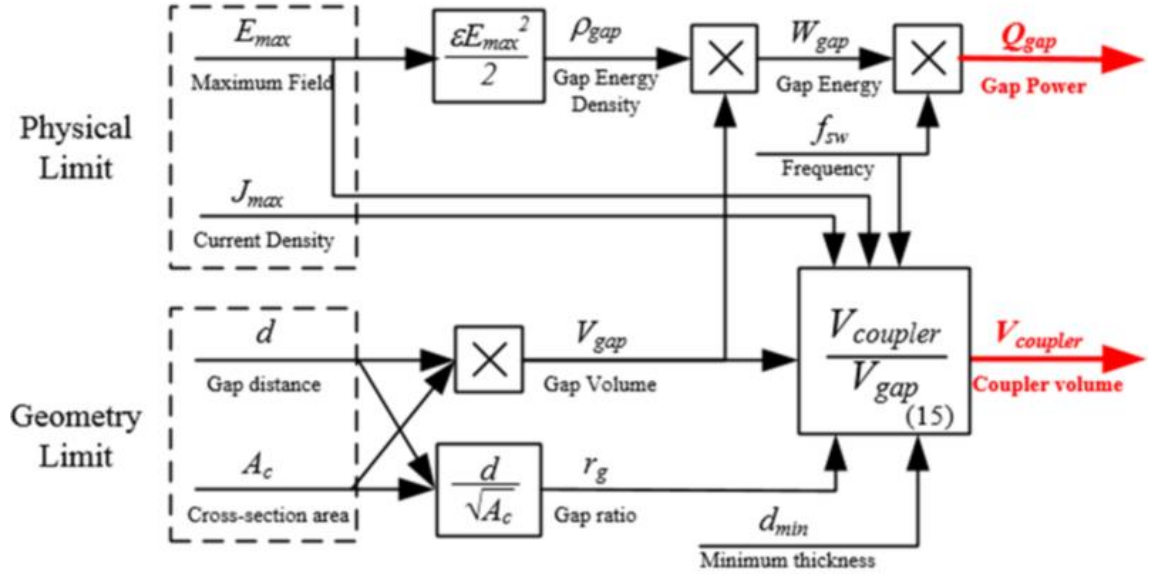 E_max
Maximum Field
εE_max²
2
ρ_gap
Gap Energy
Density
×
W_gap
Gap Energy
×
Q_gap
Gap Power
Physical
Limit
f_sw
Frequency
J_max
Current Density
d
Gap distance
×
V_gap
Gap Volume
V_coupler
V_gap
(15)
V_coupler
Coupler volume
Geometry
Limit
A_c
Cross-section area
d
√A_c
r_g
Gap ratio
d_min
Minimum thickness